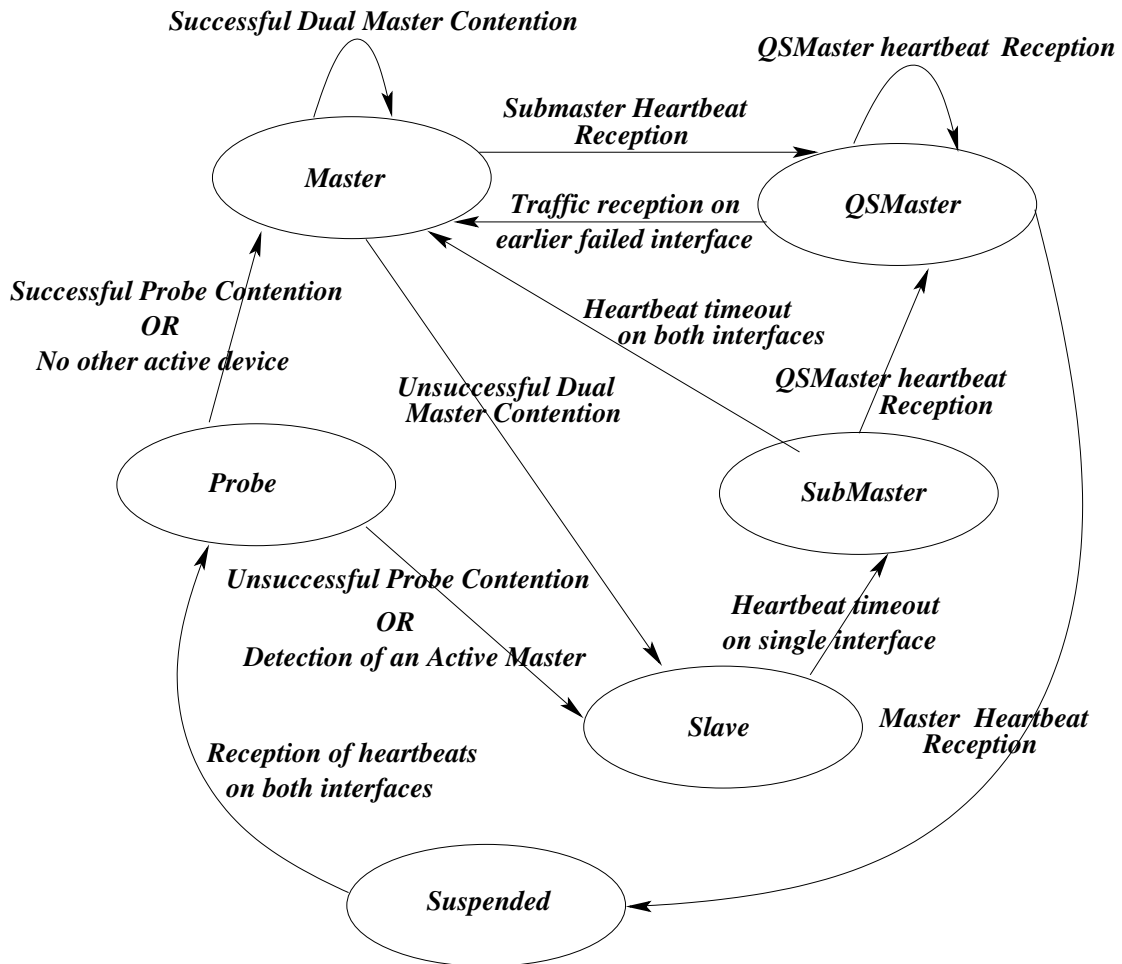 Successful Dual Master Contention
QSMaster heartbeat Reception
Submaster Heartbeat
Reception
Master
QSMaster
Traffic reception on
earlier failed interface
Successful Probe Contention
OR
No other active device
Heartbeat timeout
on both interfaces
Unsuccessful Dual
Master Contention
QSMaster heartbeat
Reception
Probe
SubMaster
Unsuccessful Probe Contention
OR
Detection of an Active Master
Heartbeat timeout
on single interface
Slave
Master Heartbeat
Reception
Reception of heartbeats
on both interfaces
Suspended